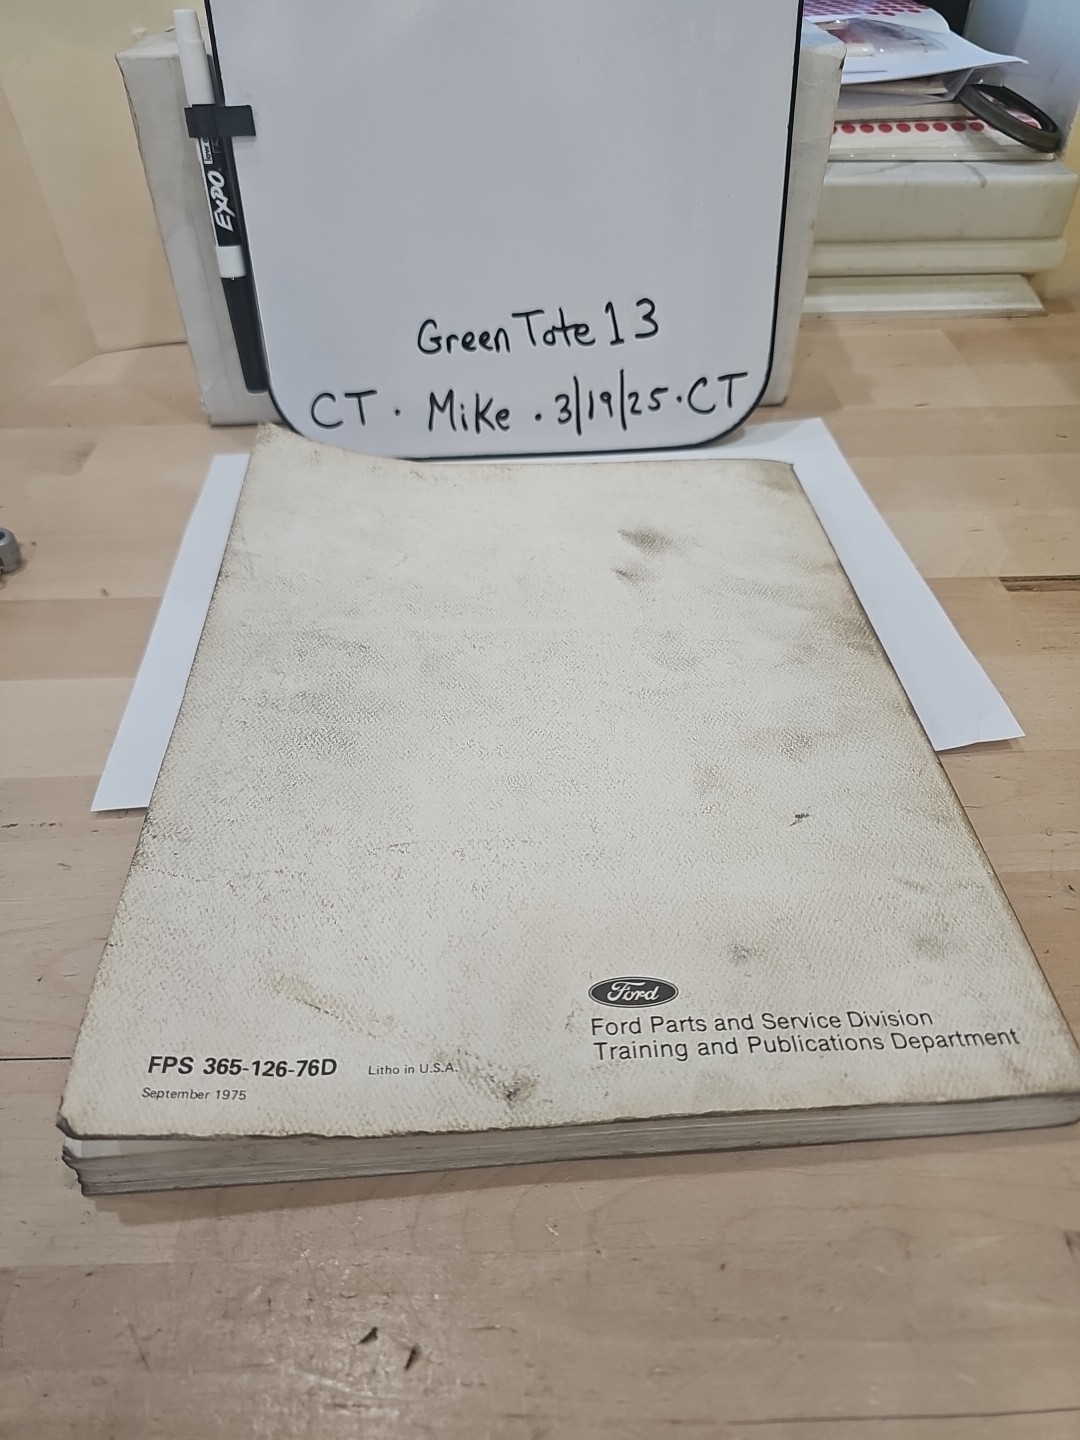 EXPO
Green Tote 13
CT · Mike · 3/19/25 · CT
Ford
Ford Parts and Service Division
Training and Publications Department
FPS 365-126-76D
Litho in U.S.A.
September 1975